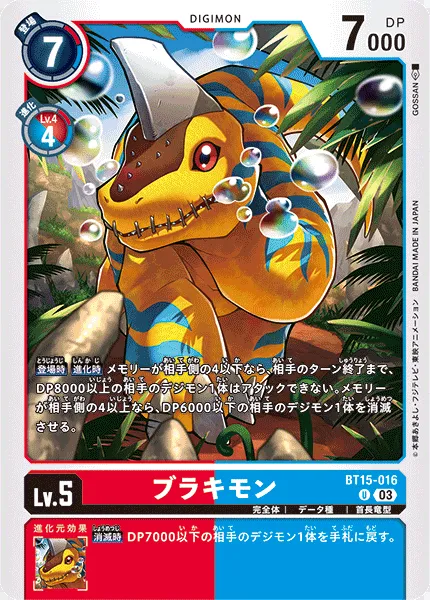 DIGIMON
登場
7
7000
DP
進化
Lv.4
4
GOSSAN
BANDAI MADE IN JAPAN
©本郷あきよし・フジテレビ・東映アニメーション
登場時 進化時 メモリーが相手側の4以下なら、相手のターン終了まで、
DP8000以上の相手のデジモン1体はアタックできない。メモリー
が相手側の4以上なら、DP6000以下の相手のデジモン1体を消滅
させる。
Lv.5
ブラキモン
BT15-016
U 03
完全体 データ種 首長竜型
進化元効果
消滅時 DP7000以下の相手のデジモン1体を手札に戻す。